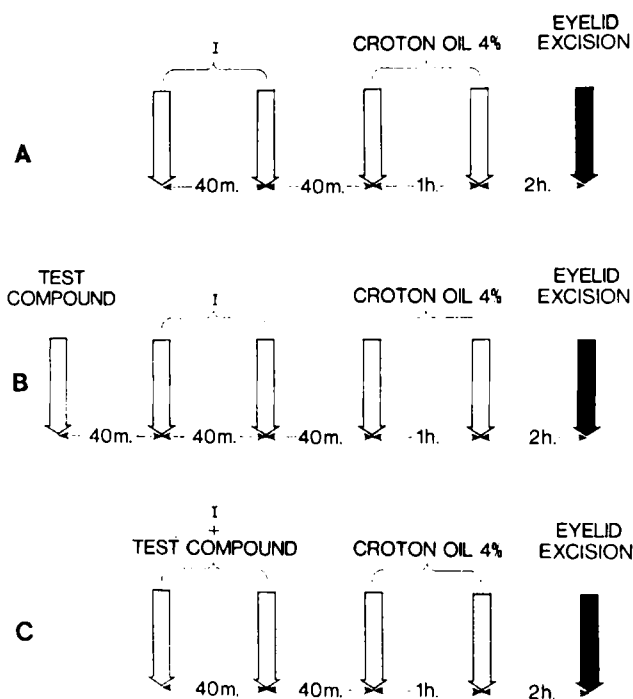 I
CROTON OIL 4%
EYELID
EXCISION
A
40m.
40m.
1h.
2h.
TEST
COMPOUND
I
CROTON OIL 4%
EYELID
EXCISION
B
40m.
40m.
40m.
1h.
2h.
I
+
TEST COMPOUND
CROTON OIL 4%
EYELID
EXCISION
C
40m.
40m.
1h.
2h.